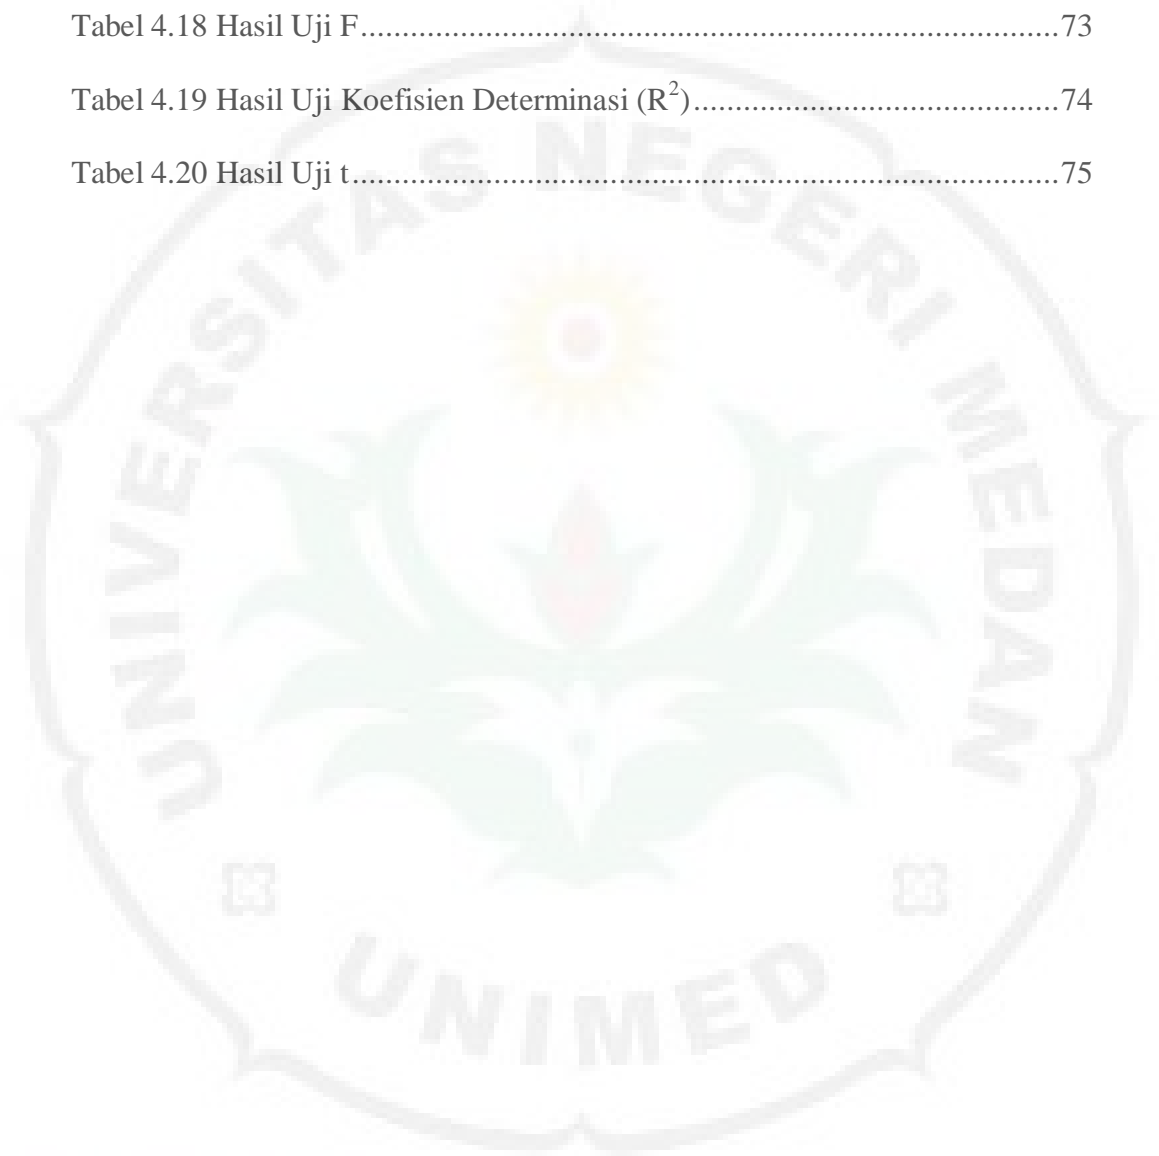 Tabel 4.18 Hasil Uji F........................................................................................73
Tabel 4.19 Hasil Uji Koefisien Determinasi (R²)..............................................74
Tabel 4.20 Hasil Uji t.........................................................................................75
UNIVERSITAS NEGERI MEDAN
UNIMED